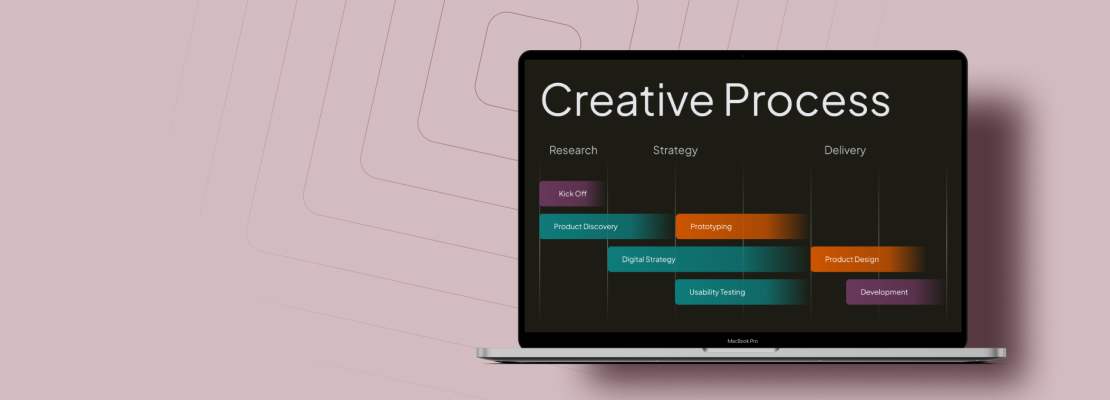 Creative Process
Research Strategy Delivery
Kick Off
Product Discovery Prototyping
Digital Strategy Product Design
Usability Testing Development
MacBook Pro